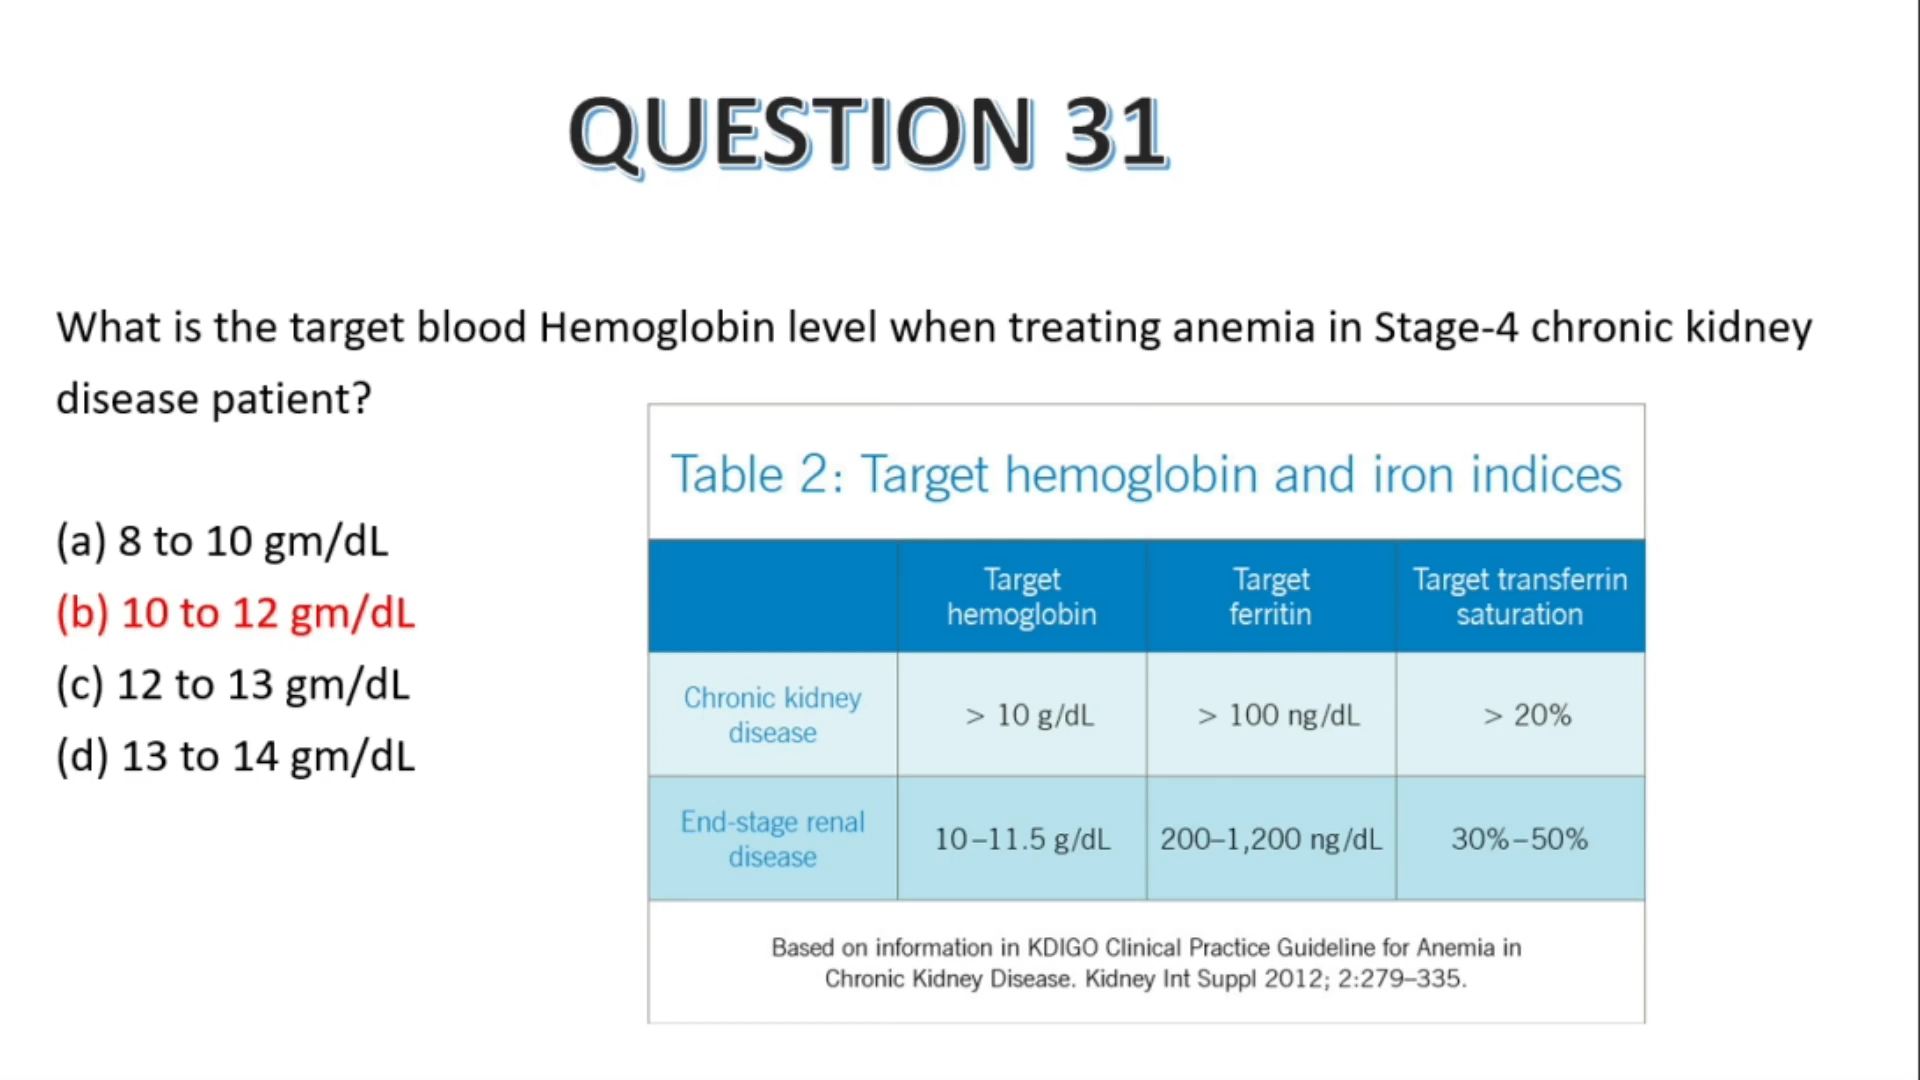 QUESTION 31
What is the target blood Hemoglobin level when treating anemia in Stage-4 chronic kidney
disease patient?
(a) 8 to 10 gm/dL
(b) 10 to 12 gm/dL
(c) 12 to 13 gm/dL
(d) 13 to 14 gm/dL
Table 2: Target hemoglobin and iron indices
Target hemoglobin
Target ferritin
Target transferrin saturation
Chronic kidney disease
> 10 g/dL
> 100 ng/dL
> 20%
End-stage renal disease
10–11.5 g/dL
200–1,200 ng/dL
30%–50%
Based on information in KDIGO Clinical Practice Guideline for Anemia in
Chronic Kidney Disease. Kidney Int Suppl 2012; 2:279–335.